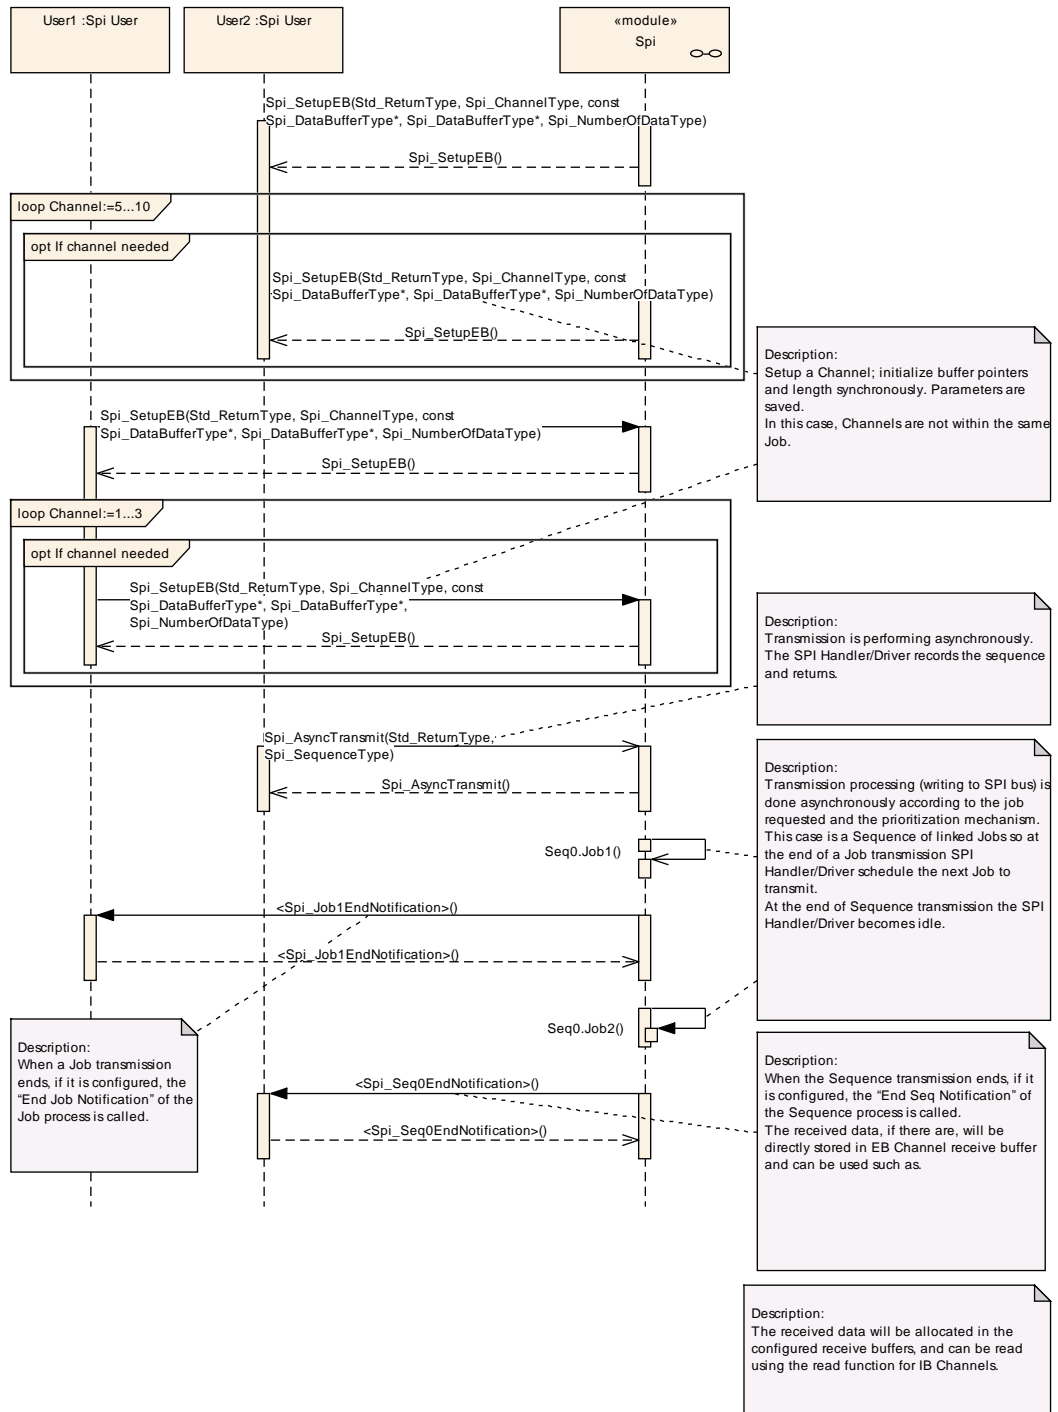 User1 :Spi User
User2 :Spi User
«module»
Spi
Spi_SetupEB(Std_ReturnType, Spi_ChannelType, const
Spi_DataBufferType*, Spi_DataBufferType*, Spi_NumberOfDataType)
Spi_SetupEB()
loop Channel:=5...10
opt If channel needed
Spi_SetupEB(Std_ReturnType, Spi_ChannelType, const
Spi_DataBufferType*, Spi_DataBufferType*, Spi_NumberOfDataType)
Spi_SetupEB()
Description:
Setup a Channel; initialize buffer pointers
and length synchronously. Parameters are
saved.
In this case, Channels are not within the same
Job.
Spi_SetupEB(Std_ReturnType, Spi_ChannelType, const
Spi_DataBufferType*, Spi_DataBufferType*, Spi_NumberOfDataType)
Spi_SetupEB()
loop Channel:=1...3
opt If channel needed
Spi_SetupEB(Std_ReturnType, Spi_ChannelType, const
Spi_DataBufferType*, Spi_DataBufferType*,
Spi_NumberOfDataType)
Spi_SetupEB()
Description:
Transmission is performing asynchronously.
The SPI Handler/Driver records the sequence
and returns.
Spi_AsyncTransmit(Std_ReturnType,
Spi_SequenceType)
Spi_AsyncTransmit()
Description:
Transmission processing (writing to SPI bus) is
done asynchronously according to the job
requested and the prioritization mechanism.
This case is a Sequence of linked Jobs so at
the end of a Job transmission SPI
Handler/Driver schedule the next Job to
transmit.
At the end of Sequence transmission the SPI
Handler/Driver becomes idle.
Seq0.Job1()
<Spi_Job1EndNotification>()
<Spi_Job1EndNotification>()
Seq0.Job2()
Description:
When a Job transmission
ends, if it is configured, the
“End Job Notification” of the
Job process is called.
<Spi_Seq0EndNotification>()
<Spi_Seq0EndNotification>()
Description:
When the Sequence transmission ends, if it
is configured, the “End Seq Notification” of
the Sequence process is called.
The received data, if there are, will be
directly stored in EB Channel receive buffer
and can be used such as.
Description:
The received data will be allocated in the
configured receive buffers, and can be read
using the read function for IB Channels.